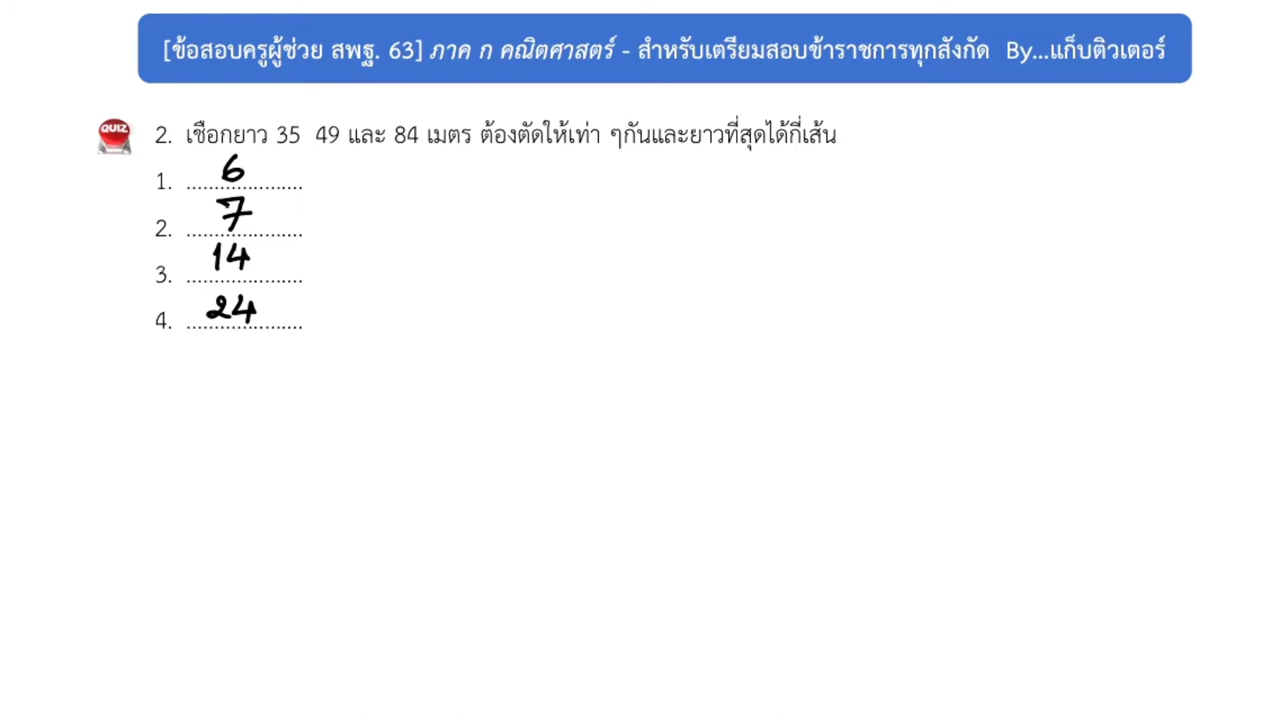 [ข้อสอบครูผู้ช่วย สพฐ. 63] ภาค ก คณิตศาสตร์ - สำหรับเตรียมสอบข้าราชการทุกสังกัด By...แก็บติวเตอร์
QUIZ
2. เชือกยาว 35 49 และ 84 เมตร ต้องตัดให้เท่า ๆกันและยาวที่สุดได้กี่เส้น
1. 6
2. 7
3. 14
4. 24